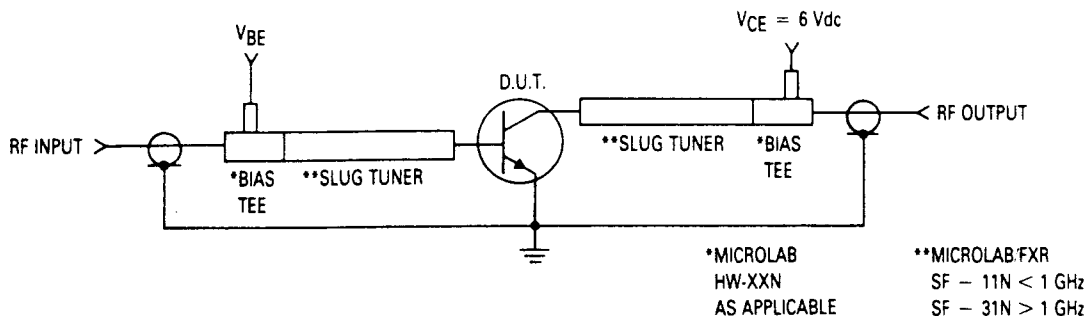 V_BE
V_CE = 6 Vdc
D.U.T.
RF INPUT
RF OUTPUT
*BIAS TEE
**SLUG TUNER
**SLUG TUNER
*BIAS TEE
*MICROLAB
HW-XXN
AS APPLICABLE
**MICROLAB/FXR
SF – 11N < 1 GHz
SF – 31N > 1 GHz